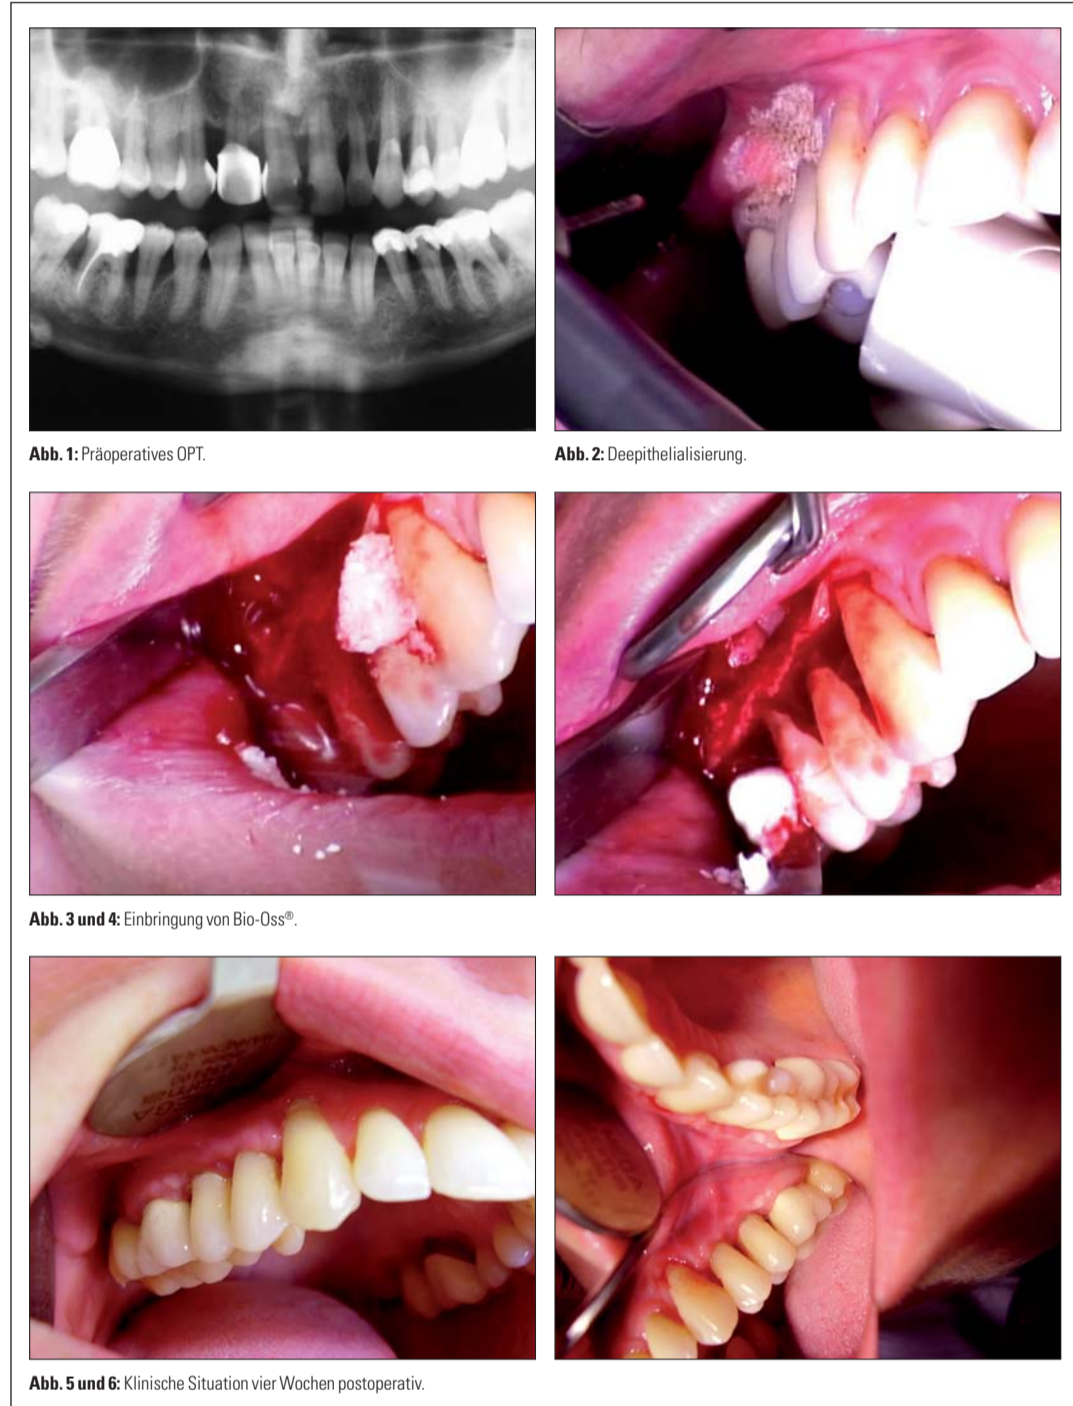 Abb. 1: Präoperatives OPT.
Abb. 2: Deepithelialisierung.
Abb. 3 und 4: Einbringung von Bio-Oss®.
Abb. 5 und 6: Klinische Situation vier Wochen postoperativ.